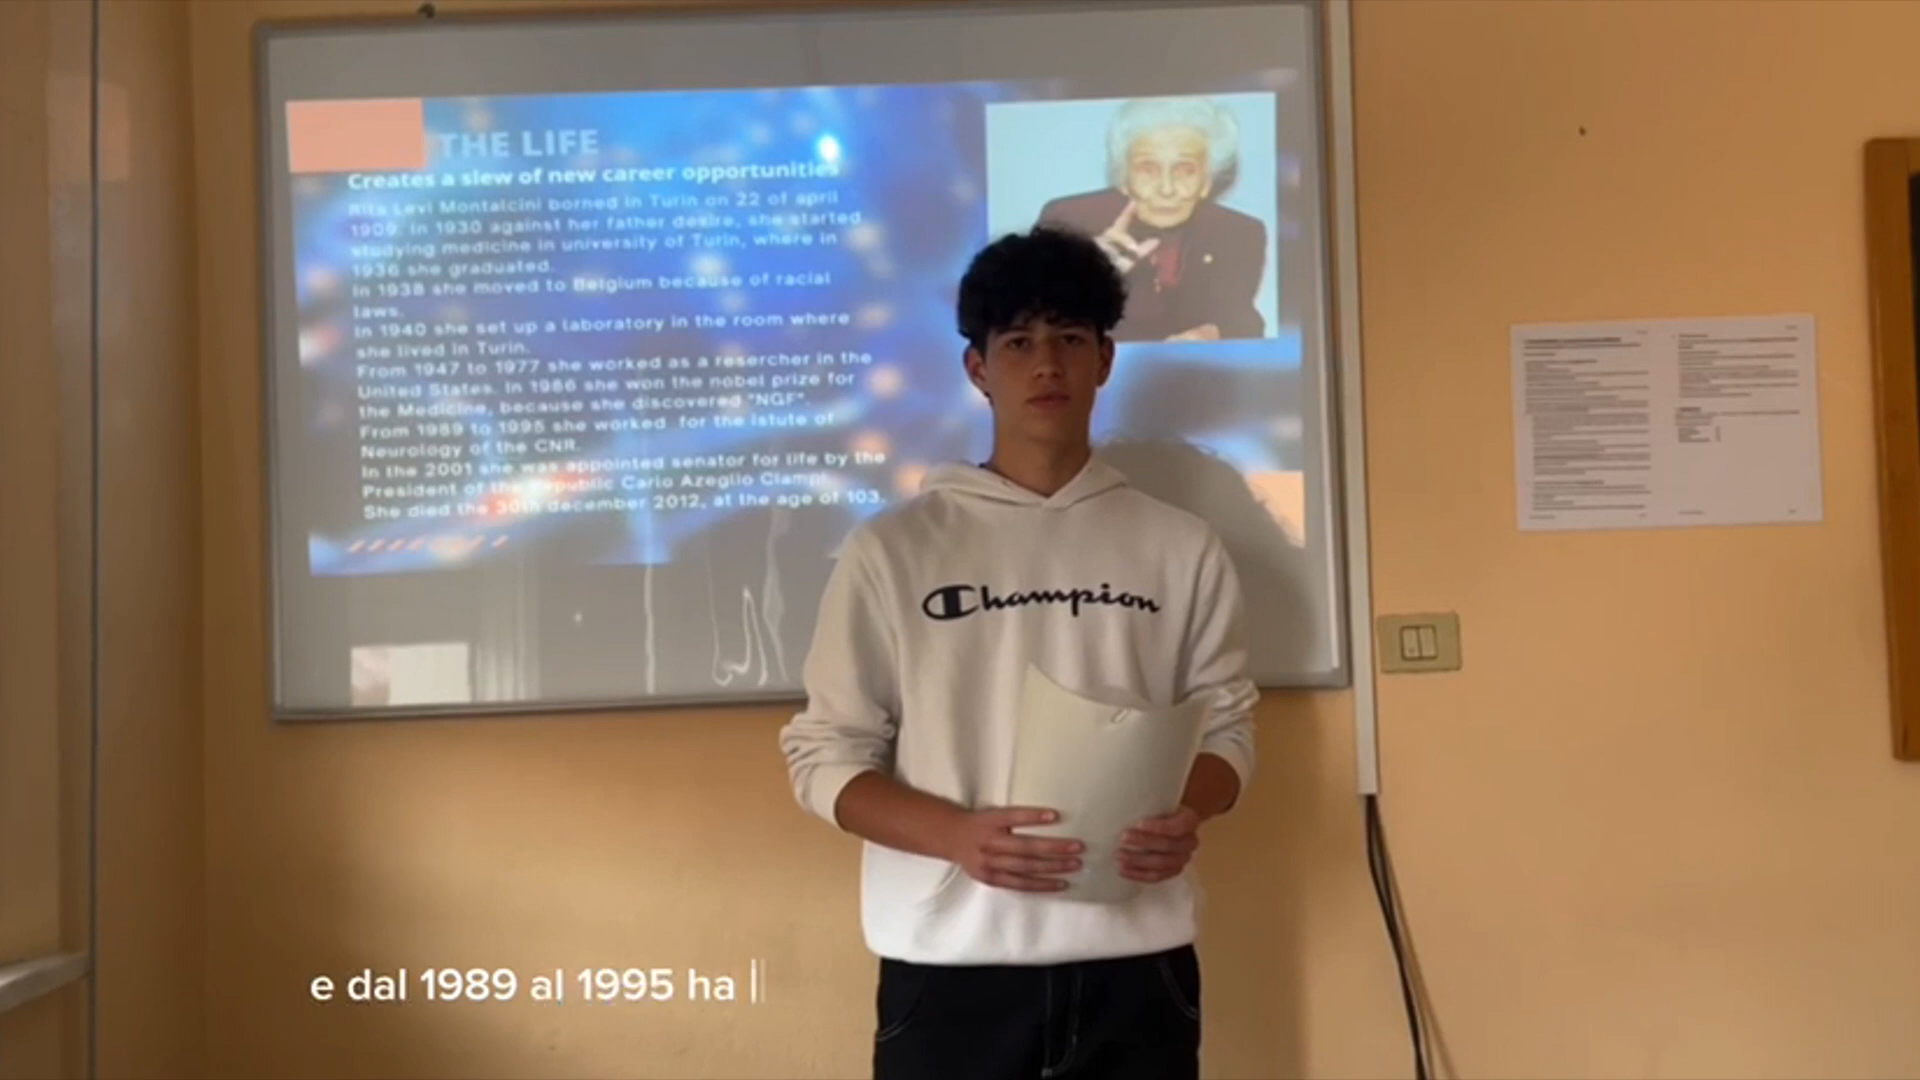 THE LIFE
Creates a slew of new career opportunities
Rita Levi Montalcini borned in Turin on 22 of april
1909. In 1930 against her father desire, she started
studying medicine in university of Turin, where in
1936 she graduated.
In 1938 she moved to Belgium because of racial
laws.
In 1940 she set up a laboratory in the room where
she lived in Turin.
From 1947 to 1977 she worked as a resercher in the
United States. In 1986 she won the nobel prize for
the Medicine, because she discovered "NGF".
From 1989 to 1995 she worked for the istute of
Neurology of the CNR.
In the 2001 she was appointed senator for life by the
President of the Republic Carlo Azeglio Ciampi.
She died the 30th december 2012, at the age of 103.
Champion
e dal 1989 al 1995 ha l